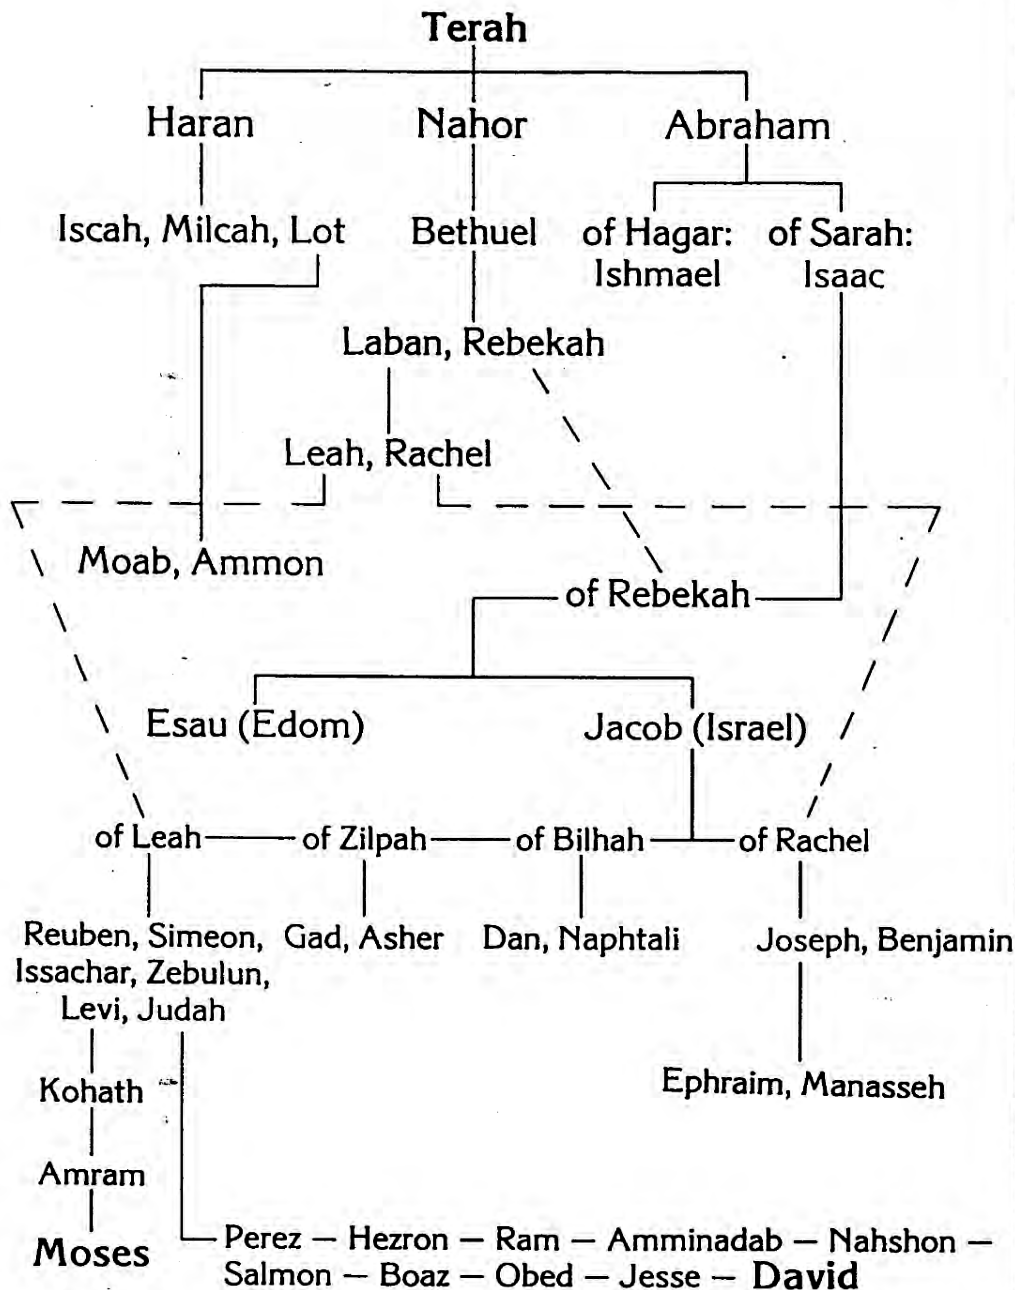 Terah
Haran Nahor Abraham
Iscah, Milcah, Lot Bethuel of Hagar: of Sarah:
Ishmael Isaac
Laban, Rebekah
Leah, Rachel
Moab, Ammon
of Rebekah
Esau (Edom) Jacob (Israel)
of Leah of Zilpah of Bilhah of Rachel
Reuben, Simeon, Gad, Asher Dan, Naphtali Joseph, Benjamin
Issachar, Zebulun,
Levi, Judah
Kohath Ephraim, Manasseh
Amram
Moses
Perez — Hezron — Ram — Amminadab — Nahshon —
Salmon — Boaz — Obed — Jesse — David